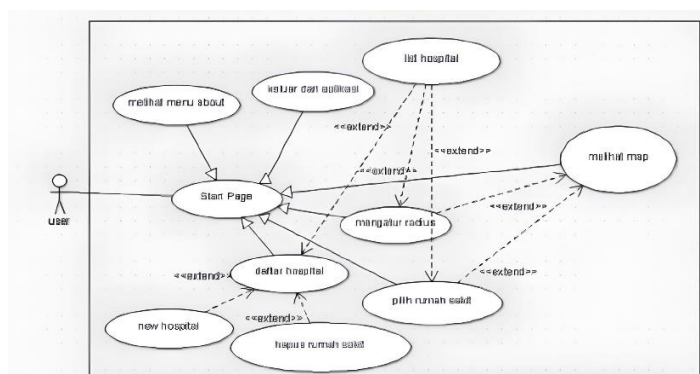 list hospital
keluar dari aplikasi
melihat menu about
<<extend>>
<<extend>>
melihat map
<<extend>>
Start Page
user
mangatur radius
<<extend>>
daftar hospital
<<extend>>
<<extend>>
pilih rumah sakit
new hospital
<<extend>>
hapus rumah sakit